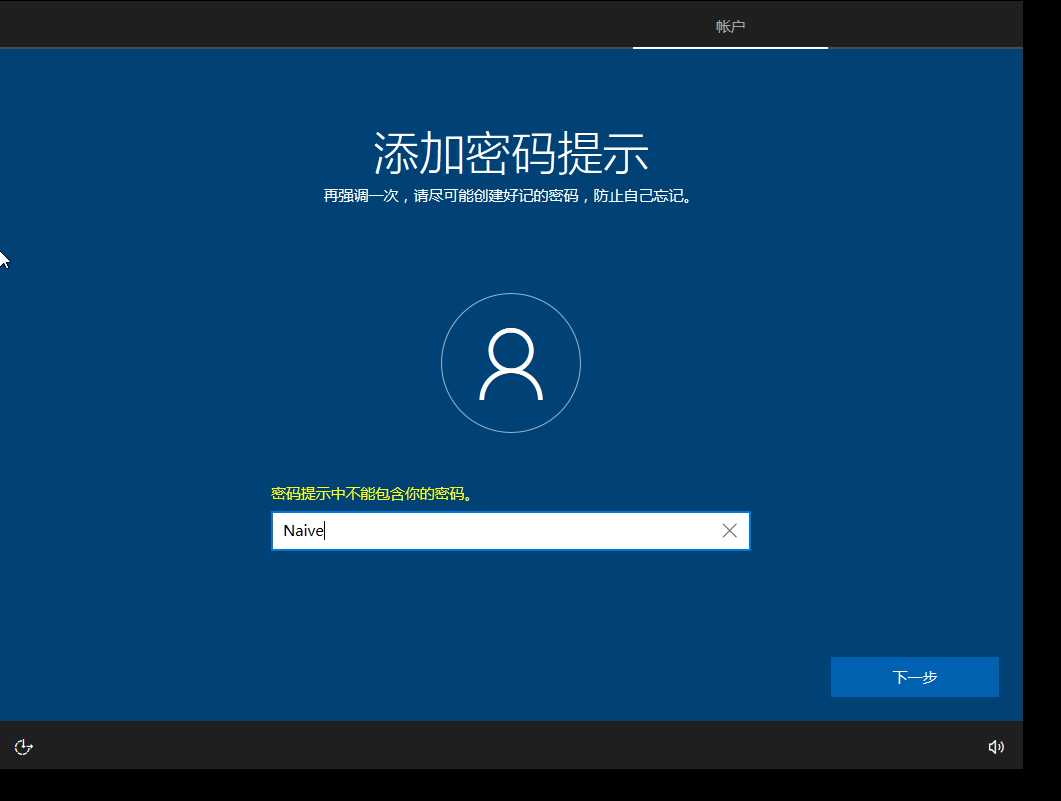 帐户
添加密码提示
再强调一次，请尽可能创建好记的密码，防止自己忘记。
密码提示中不能包含你的密码。
Naive
下一步